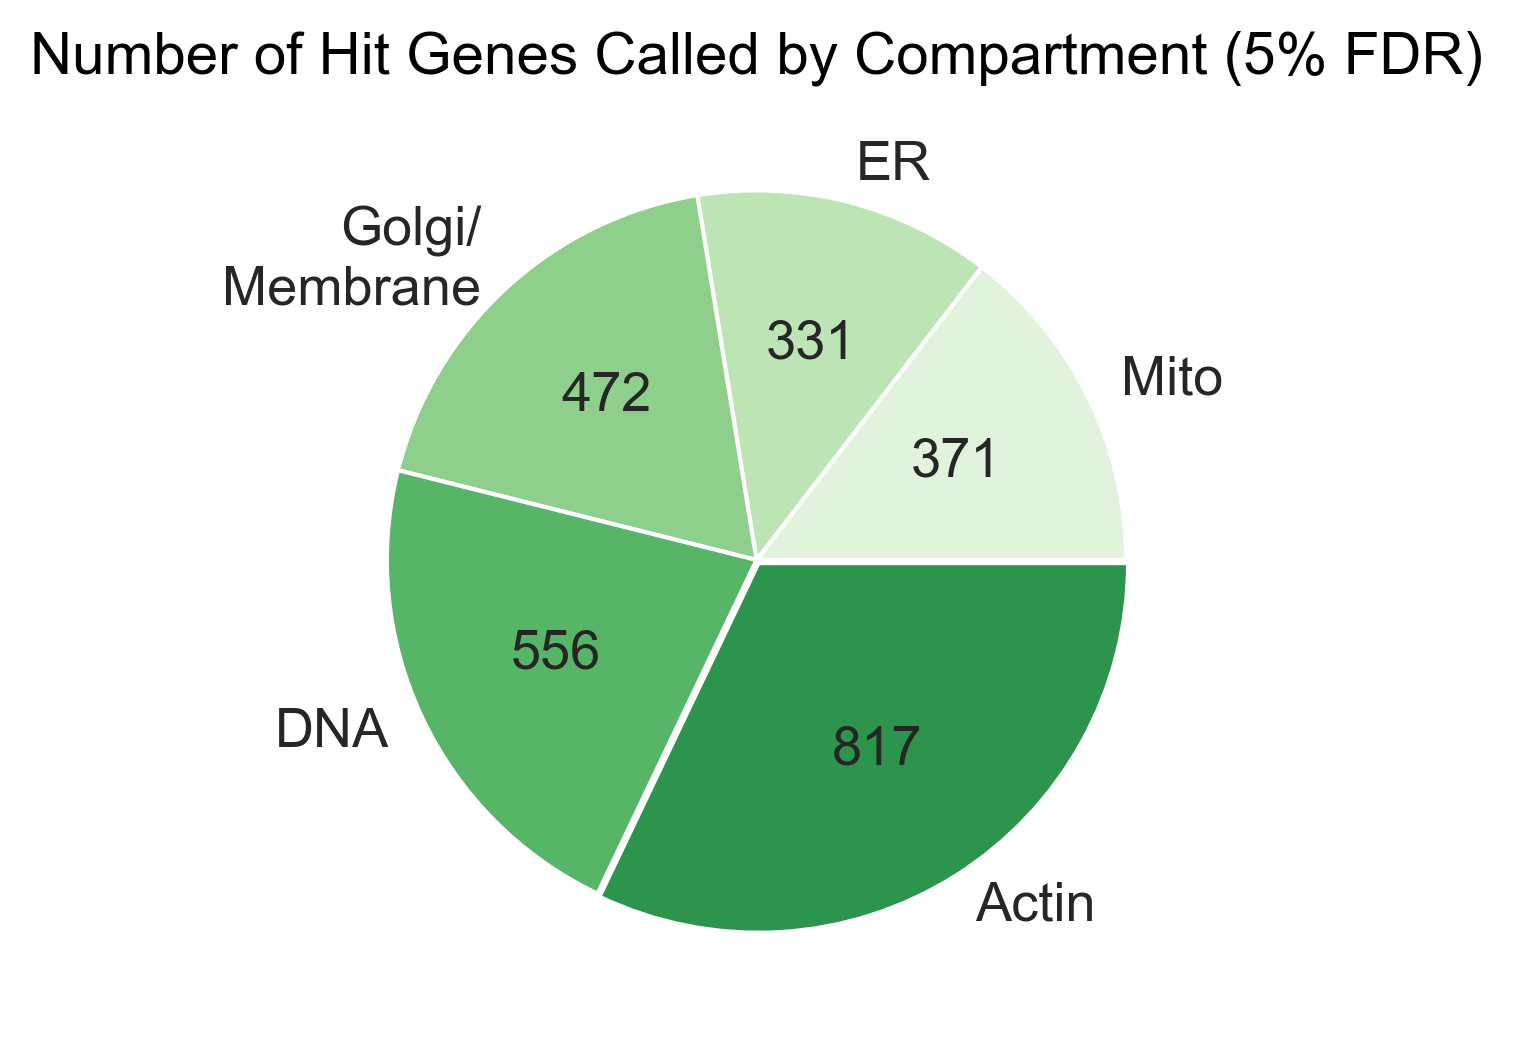 Number of Hit Genes Called by Compartment (5% FDR)
ER
Golgi/
Membrane
331
Mito
472
371
556
DNA
817
Actin